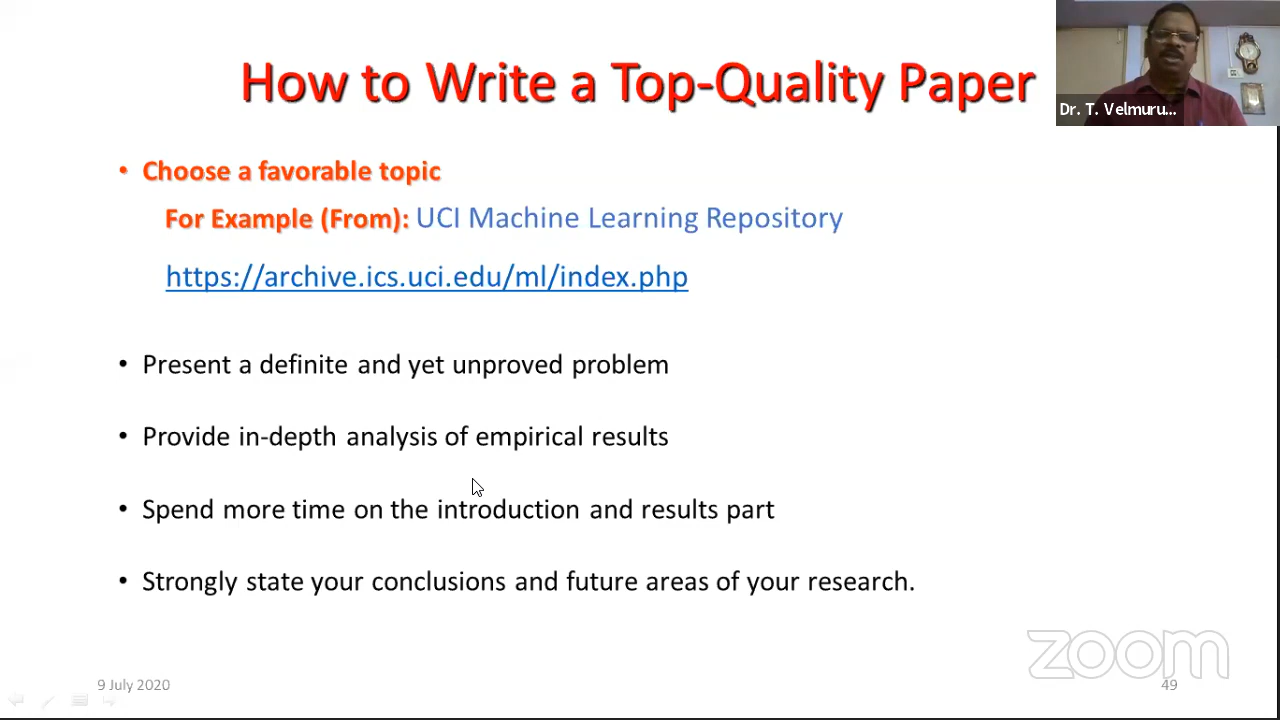 How to Write a Top-Quality Paper
Dr. T. Velmuru...
• Choose a favorable topic
For Example (From): UCI Machine Learning Repository
https://archive.ics.uci.edu/ml/index.php
• Present a definite and yet unproved problem
• Provide in-depth analysis of empirical results
• Spend more time on the introduction and results part
• Strongly state your conclusions and future areas of your research.
zoom
9 July 2020
49